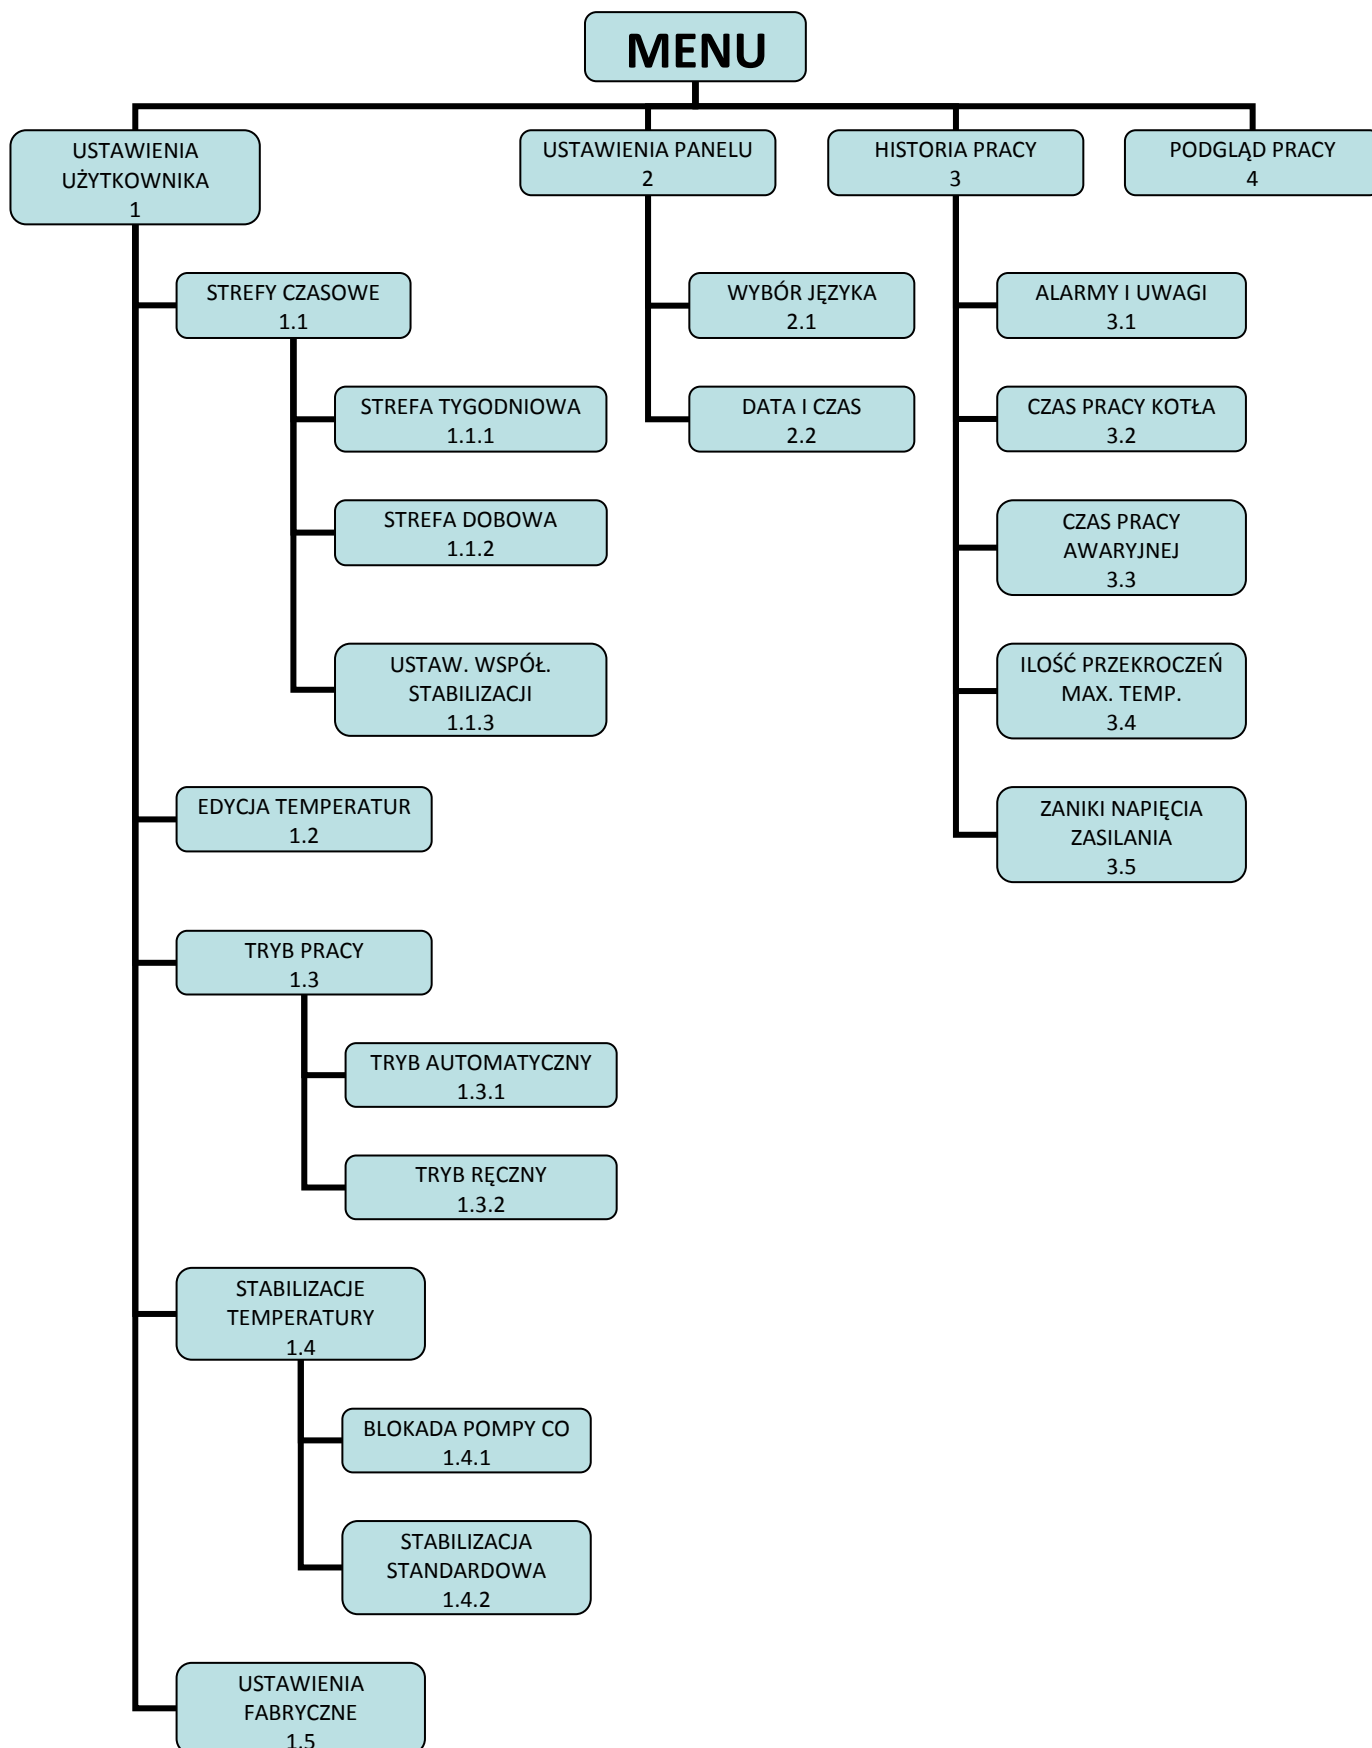 MENU
USTAWIENIA
UŻYTKOWNIKA
1
USTAWIENIA PANELU
2
HISTORIA PRACY
3
PODGLĄD PRACY
4
STREFY CZASOWE
1.1
WYBÓR JĘZYKA
2.1
ALARMY I UWAGI
3.1
STREFA TYGODNIOWA
1.1.1
DATA I CZAS
2.2
CZAS PRACY KOTŁA
3.2
STREFA DOBOWA
1.1.2
CZAS PRACY
AWARYJNEJ
3.3
USTAW. WSPÓŁ.
STABILIZACJI
1.1.3
ILOŚĆ PRZEKROCZEŃ
MAX. TEMP.
3.4
EDYCJA TEMPERATUR
1.2
ZANIKI NAPIĘCIA
ZASILANIA
3.5
TRYB PRACY
1.3
TRYB AUTOMATYCZNY
1.3.1
TRYB RĘCZNY
1.3.2
STABILIZACJE
TEMPERATURY
1.4
BLOKADA POMPY CO
1.4.1
STABILIZACJA
STANDARDOWA
1.4.2
USTAWIENIA
FABRYCZNE
1.5